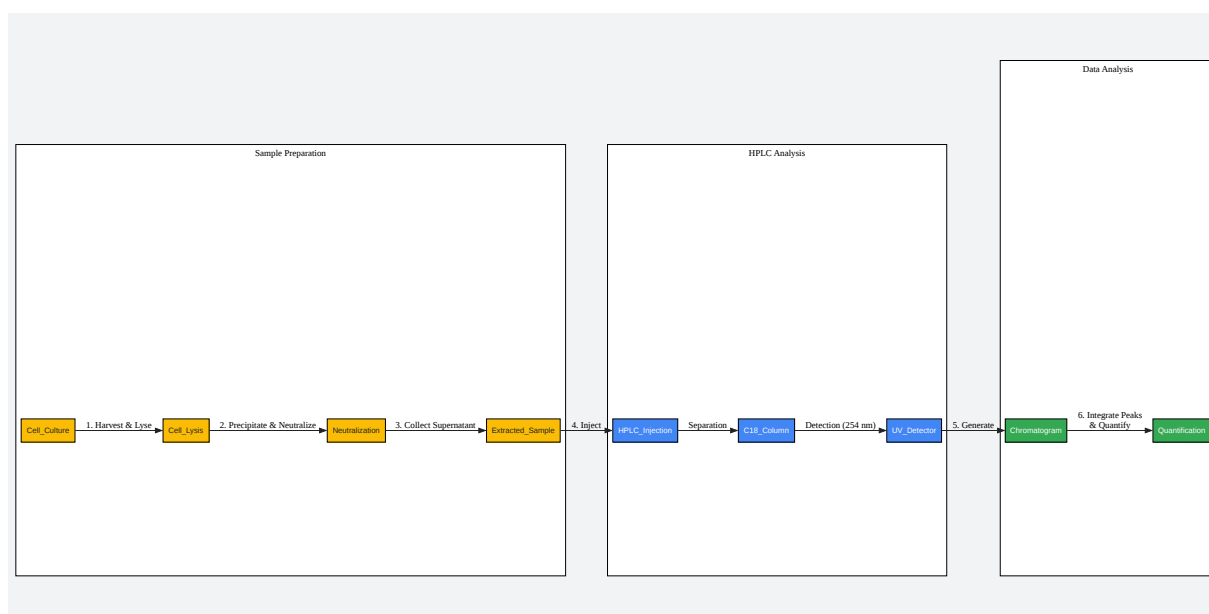 Data Analysis
Sample Preparation
HPLC Analysis
Cell_Culture
1. Harvest & Lyse
Cell_Lysis
2. Precipitate & Neutralize
Neutralization
3. Collect Supernatant
Extracted_Sample
4. Inject
HPLC_Injection
Separation
C18_Column
Detection (254 nm)
UV_Detector
5. Generate
Chromatogram
6. Integrate Peaks
& Quantify
Quantification